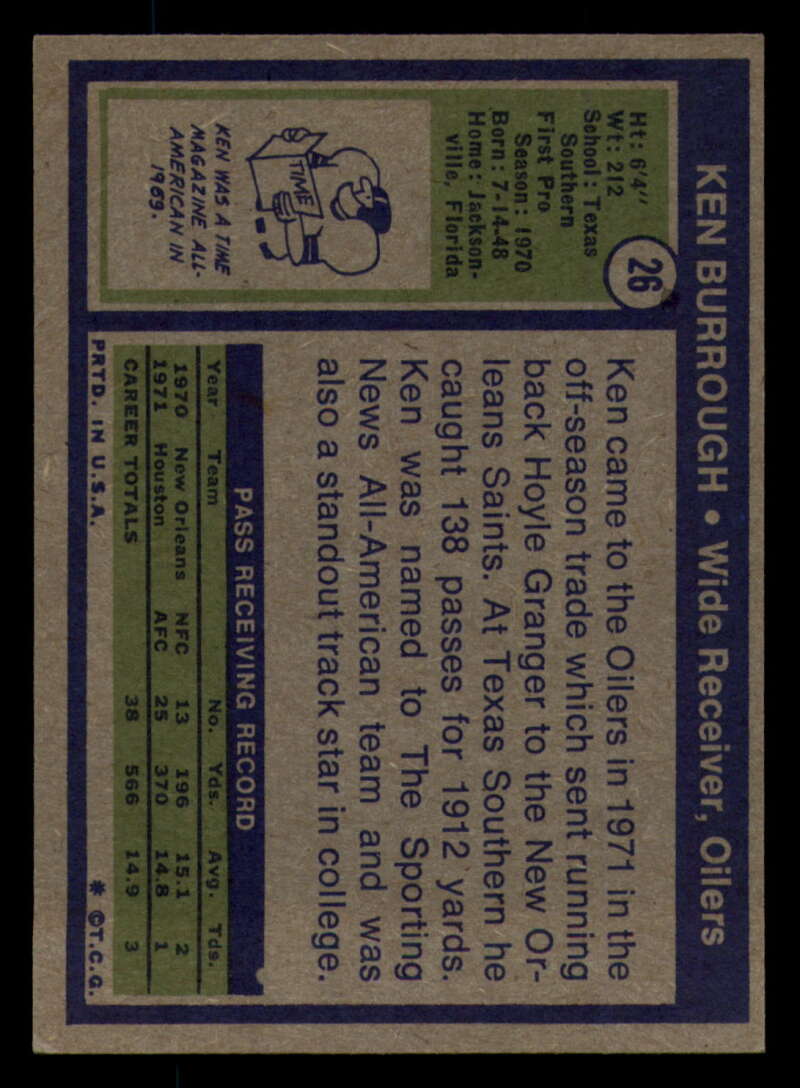 KEN BURROUGH • Wide Receiver, Oilers
26
Ht: 6'4"
Wt: 212
School: Texas
Southern
First Pro
Season: 1970
Born: 7-14-48
Home: Jackson-
ville, Florida
TIME
KEN WAS A TIME
MAGAZINE ALL-
AMERICAN IN
1969.
Ken came to the Oilers in 1971 in the
off-season trade which sent running
back Hoyle Granger to the New Or-
leans Saints. At Texas Southern he
caught 138 passes for 1912 yards.
Ken was named to The Sporting
News All-American team and was
also a standout track star in college.
PASS RECEIVING RECORD
Year Team No. Yds. Avg. Tds.
1970 New Orleans NFC 13 196 15.1 2
1971 Houston AFC 25 370 14.8 1
CAREER TOTALS 38 566 14.9 3
PRTD. IN U.S.A. * ©T.C.G.